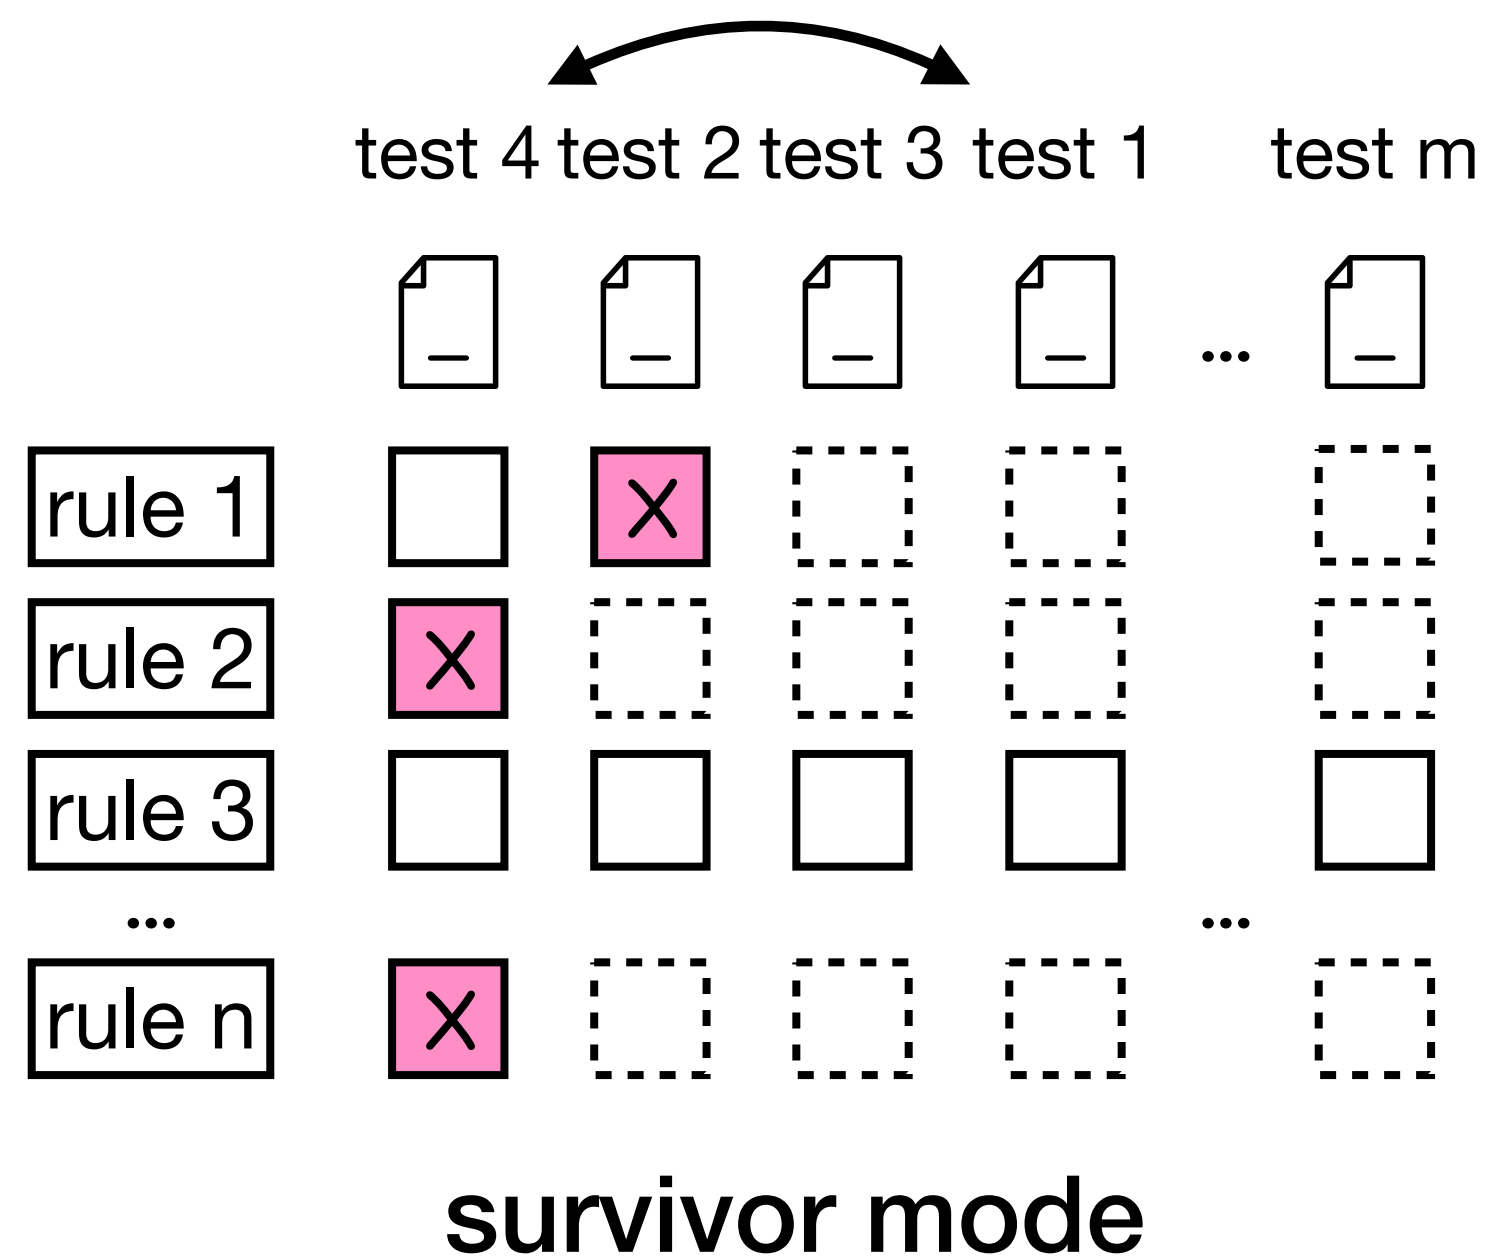 test 4 test 2 test 3 test 1 test m
...
rule 1 X
rule 2 X
rule 3
... ...
rule n X
survivor mode